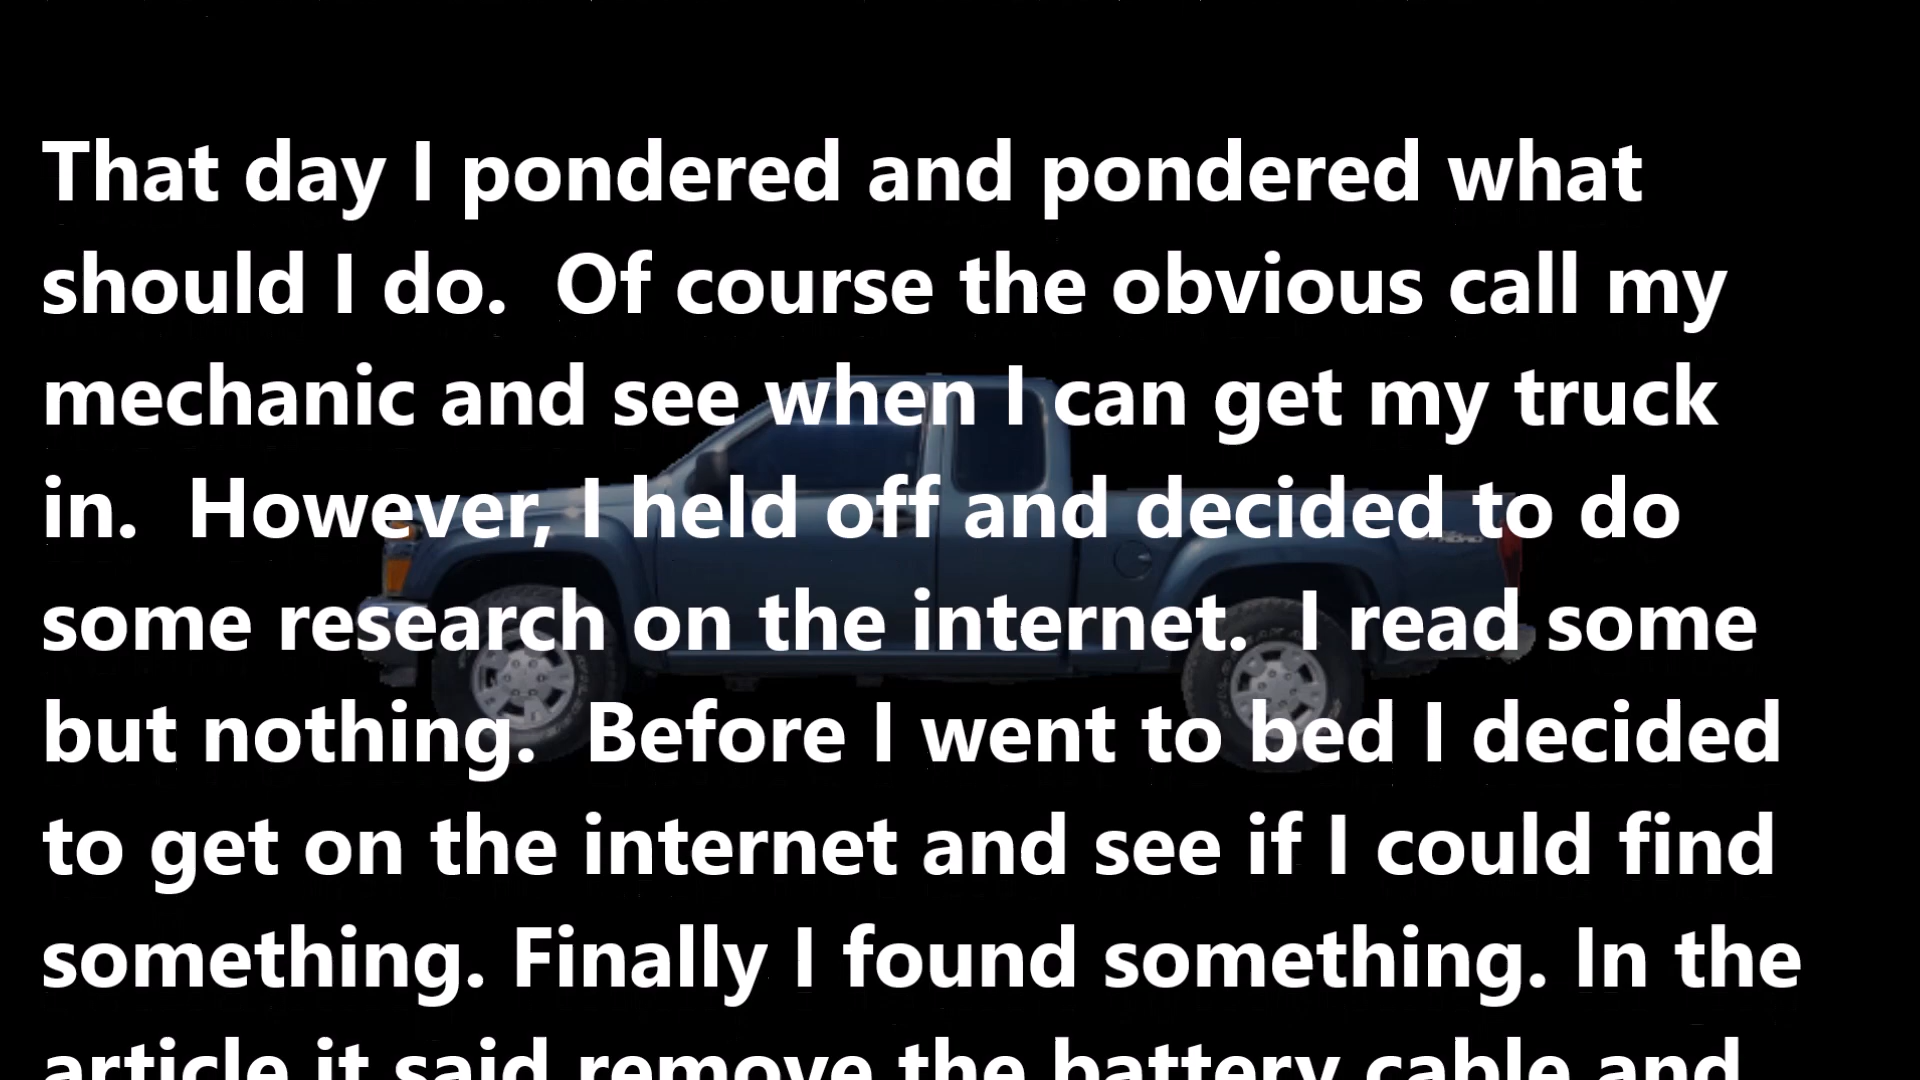 That day I pondered and pondered what
should I do.  Of course the obvious call my
mechanic and see when I can get my truck
in.  However, I held off and decided to do
some research on the internet.  I read some
but nothing.  Before I went to bed I decided
to get on the internet and see if I could find
something. Finally I found something. In the
article it said remove the battery cable and